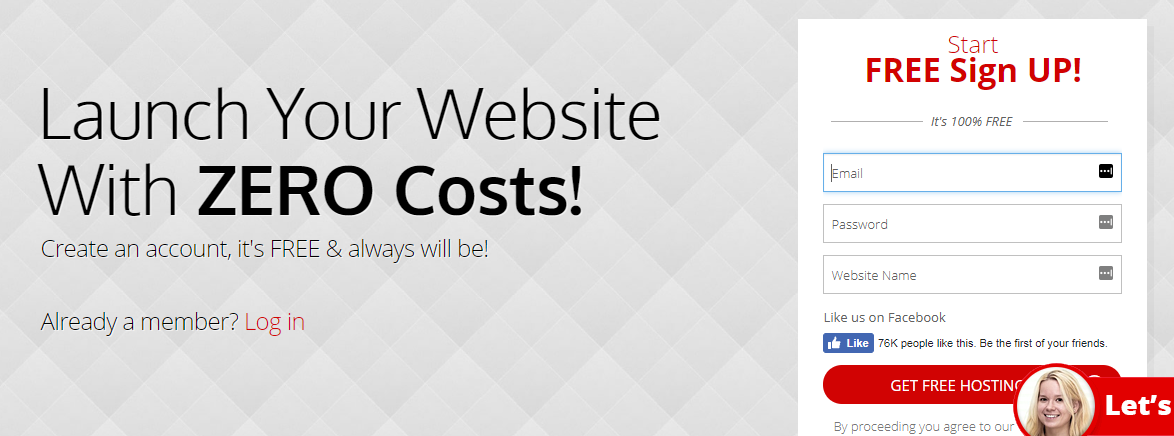 Launch Your Website
With ZERO Costs!
Create an account, it's FREE & always will be!
Already a member? Log in
Start
FREE Sign UP!
It's 100% FREE
Email
Password
Website Name
Like us on Facebook
Like 76K people like this. Be the first of your friends.
GET FREE HOSTING
Let's
By proceeding you agree to our